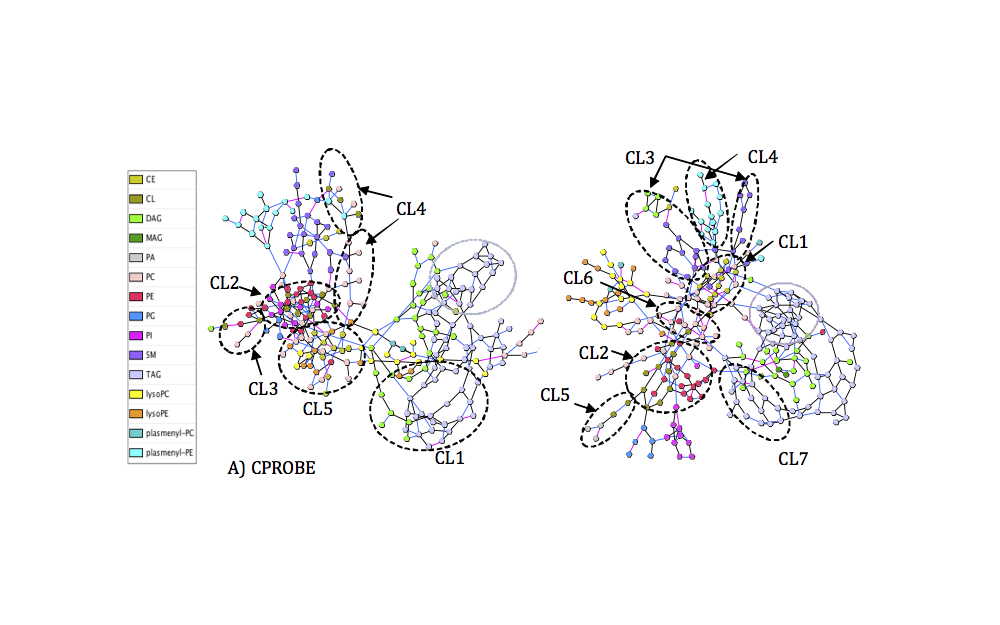 CE
CL
DAG
MAG
PA
PC
PE
PG
PI
SM
TAG
lysoPC
lysoPE
plasmenyl-PC
plasmenyl-PE
CL4
CL2
CL3
CL5
CL1
A) CPROBE
CL3
CL4
CL1
CL6
CL2
CL5
CL7